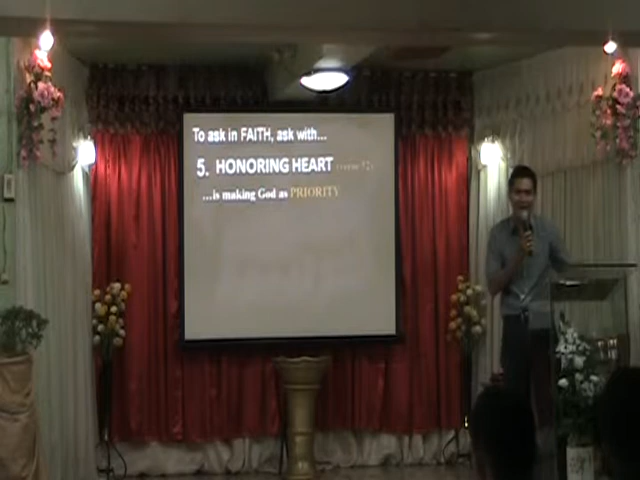 To ask in FAITH, ask with...
5. HONORING HEART
...is making God as PRIORITY